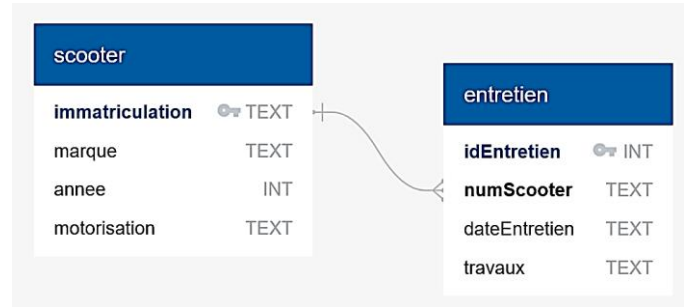 scooter
immatriculation TEXT
marque TEXT
annee INT
motorisation TEXT
entretien
idEntretien INT
numScooter TEXT
dateEntretien TEXT
travaux TEXT